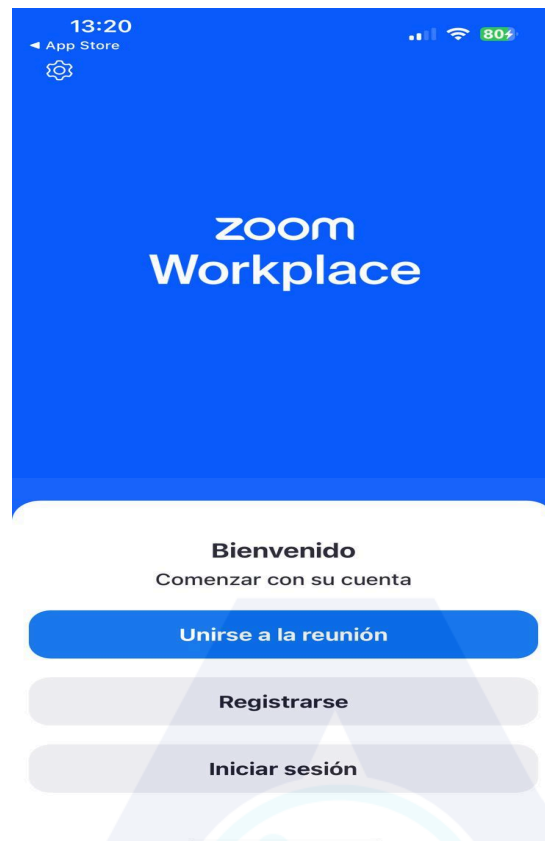 13:20
◀ App Store
80
zoom
Workplace
Bienvenido
Comenzar con su cuenta
Unirse a la reunión
Registrarse
Iniciar sesión